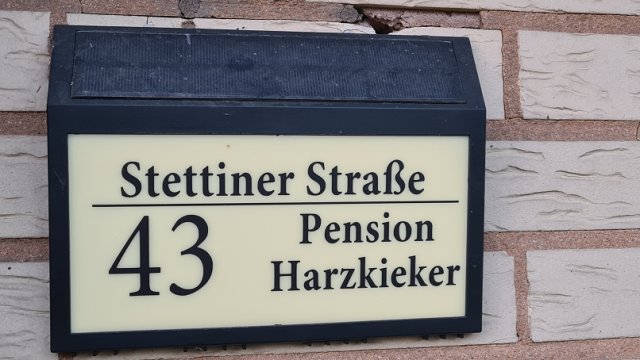 Stettiner Straße
43
Pension
Harzkieker